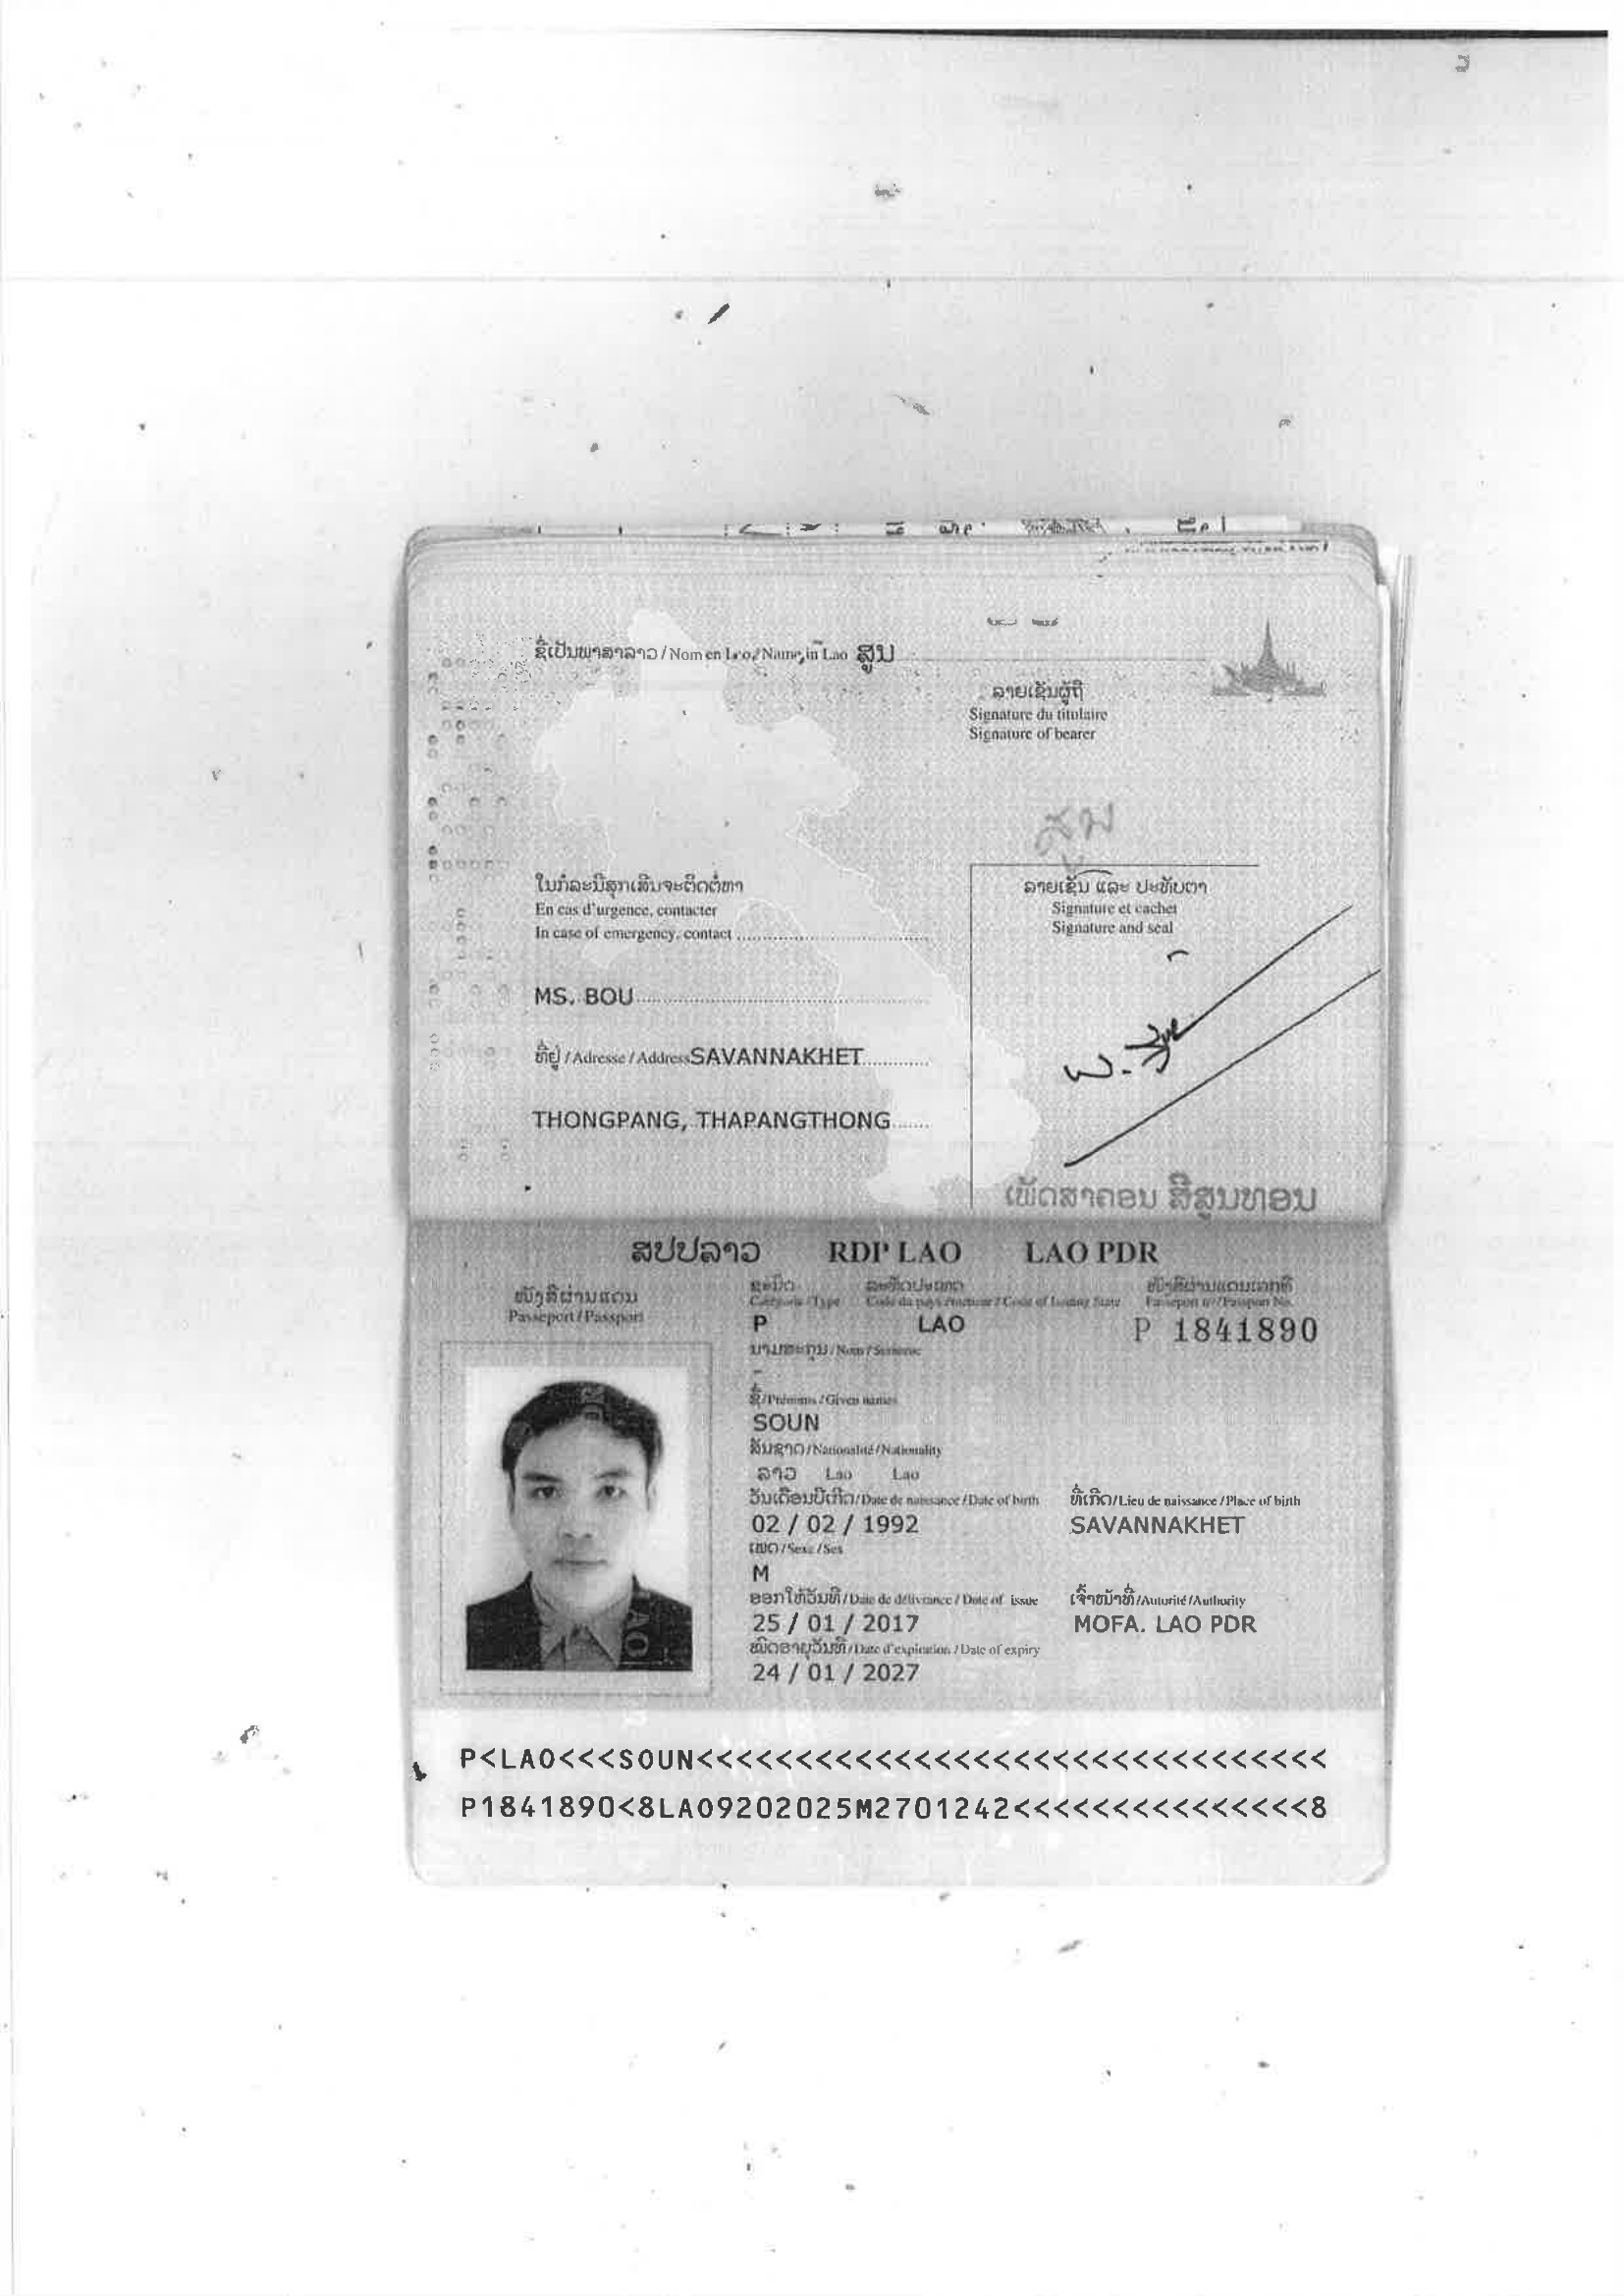 ຊື່ເປັນພາສາລາວ / Nom en Lao / Name in Lao ສູນ
ລາຍເຊັນຜູ້ຖື
Signature du titulaire
Signature of bearer
ສູນ
ໃນກໍລະນີສຸກເສີນຈະຕິດຕໍ່ຫາ
En cas d'urgence, contacter
In case of emergency, contact
MS. BOU
ທີ່ຢູ່ / Adresse / Address SAVANNAKHET
THONGPANG, THAPANGTHONG
ລາຍເຊັນ ແລະ ປະທັບຕາ
Signature et cachet
Signature and seal
ເພັດສາຄອນ ສີສູນທອນ
ສປປລາວ RDP LAO LAO PDR
ໜັງສືຜ່ານແດນ
Passeport / Passport
ຊະນິດ ລະຫັດປະເທດ ໜັງສືຜ່ານແດນເລກທີ
Catégorie / Type Code du pays émetteur / Code of Issuing State Passeport n° / Passport No.
P LAO P 1841890
ນາມສະກຸນ / Nom / Surname
-
ຊື່ / Prénoms / Given names
SOUN
ສັນຊາດ / Nationalité / Nationality
ລາວ Lao Lao
ວັນເດືອນປີເກີດ / Date de naissance / Date of birth ທີ່ເກີດ / Lieu de naissance / Place of birth
02 / 02 / 1992 SAVANNAKHET
ເພດ / Sexe / Sex
M
ອອກໃຫ້ວັນທີ / Date de délivrance / Date of issue ເຈົ້າໜ້າທີ່ / Autorité / Authority
25 / 01 / 2017 MOFA. LAO PDR
ໝົດອາຍຸວັນທີ / Date d'expiration / Date of expiry
24 / 01 / 2027
P<LAO<<<SOUN<<<<<<<<<<<<<<<<<<<<<<<<<<<<<<<<
P1841890<8LAO9202025M2701242<<<<<<<<<<<<<<<8